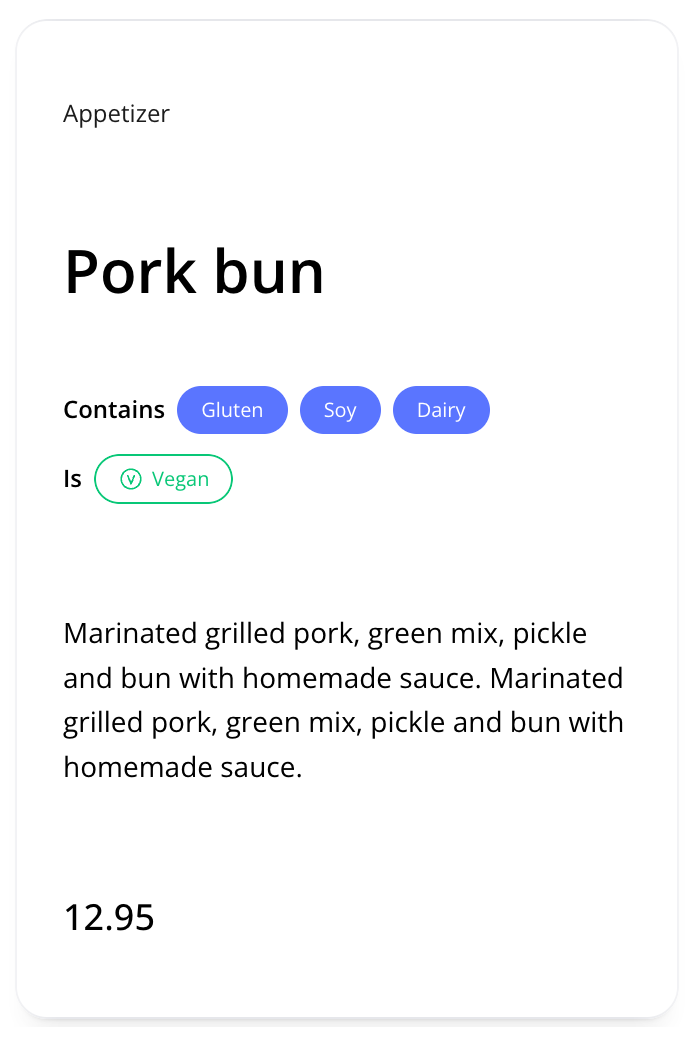 Appetizer
Pork bun
Contains Gluten Soy Dairy
Is V Vegan
Marinated grilled pork, green mix, pickle
and bun with homemade sauce. Marinated
grilled pork, green mix, pickle and bun with
homemade sauce.
12.95